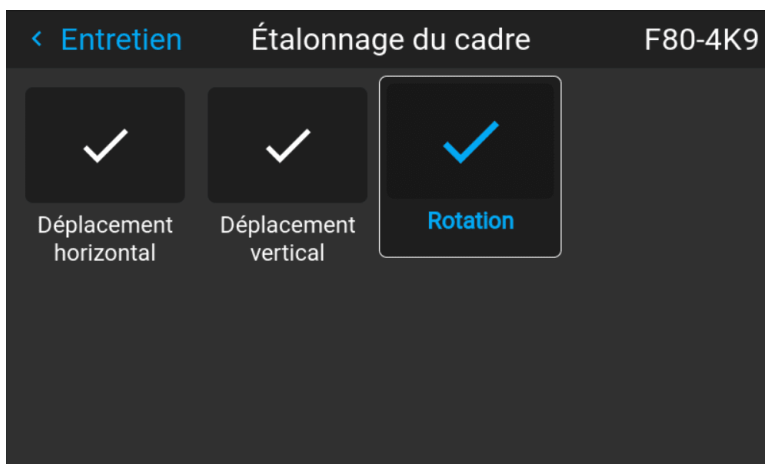 < Entretien
Étalonnage du cadre
F80-4K9
Déplacement
horizontal
Déplacement
vertical
Rotation